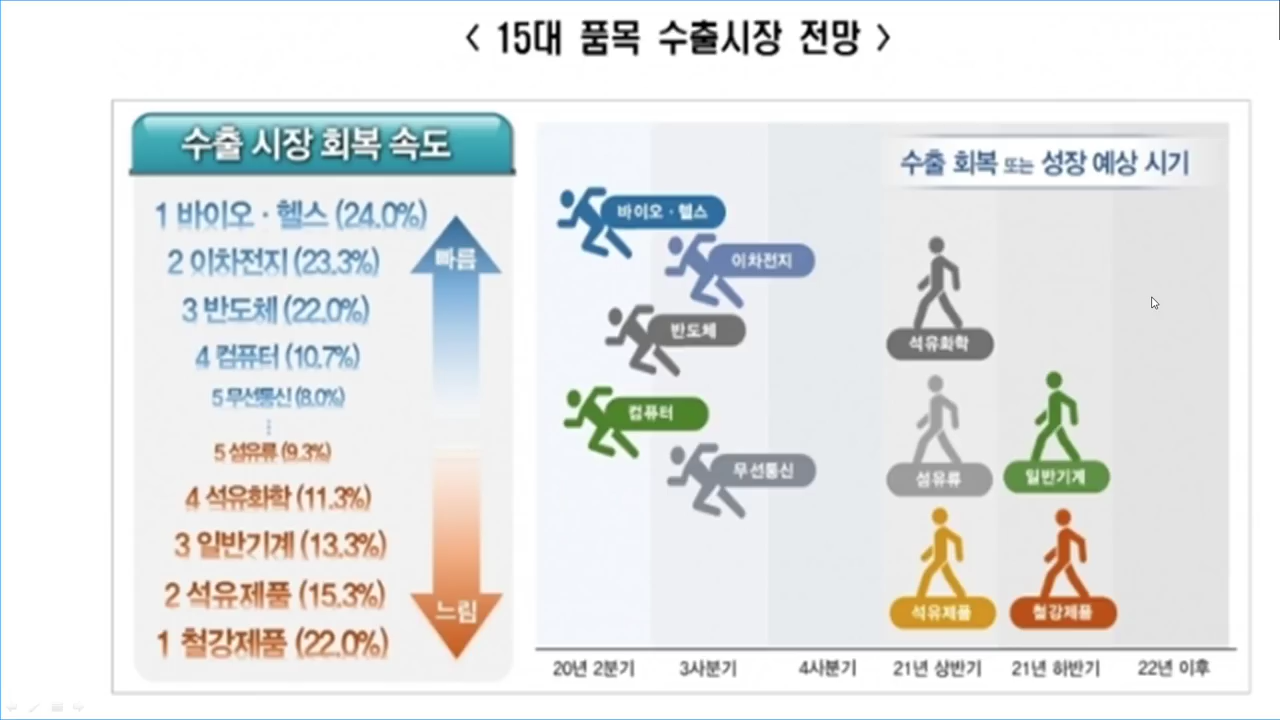 < 15대 품목 수출시장 전망 >
수출 시장 회복 속도
1 바이오 · 헬스 (24.0%)
2 이차전지 (23.3%)
3 반도체 (22.0%)
4 컴퓨터 (10.7%)
5 무선통신 (8.0%)
⋮
5 섬유류 (9.3%)
4 석유화학 (11.3%)
3 일반기계 (13.3%)
2 석유제품 (15.3%)
1 철강제품 (22.0%)
빠름
느림
수출 회복 또는 성장 예상 시기
바이오 · 헬스
이차전지
반도체
컴퓨터
무선통신
석유화학
섬유류
일반기계
석유제품
철강제품
20년 2분기 3사분기 4사분기 21년 상반기 21년 하반기 22년 이후